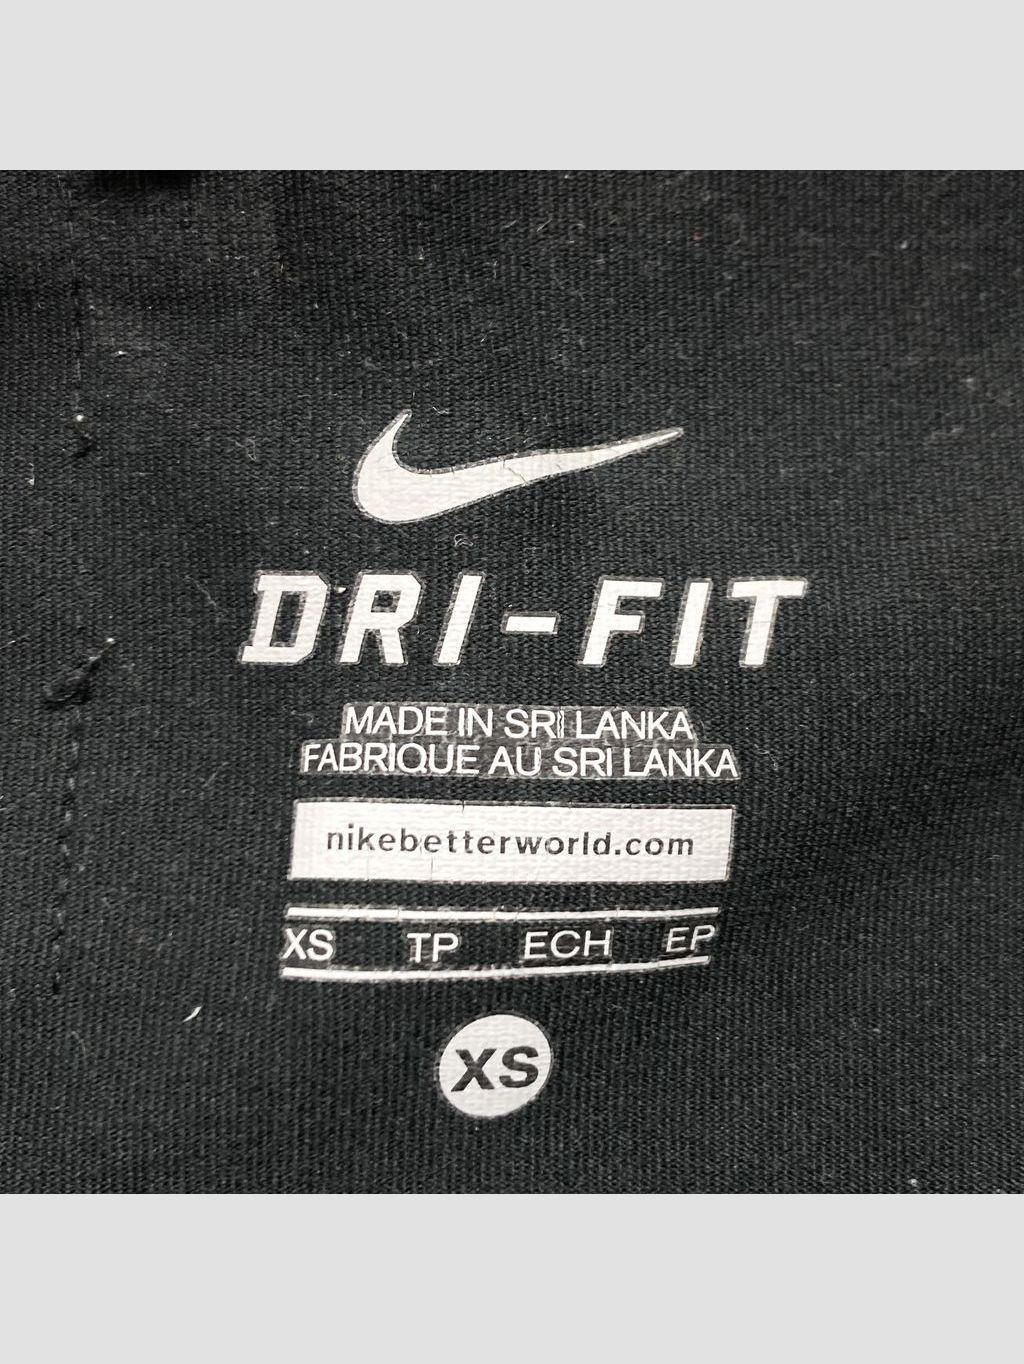 DRI-FIT
MADE IN SRI LANKA
FABRIQUE AU SRI LANKA
nikebetterworld.com
XS TP ECH EP
XS